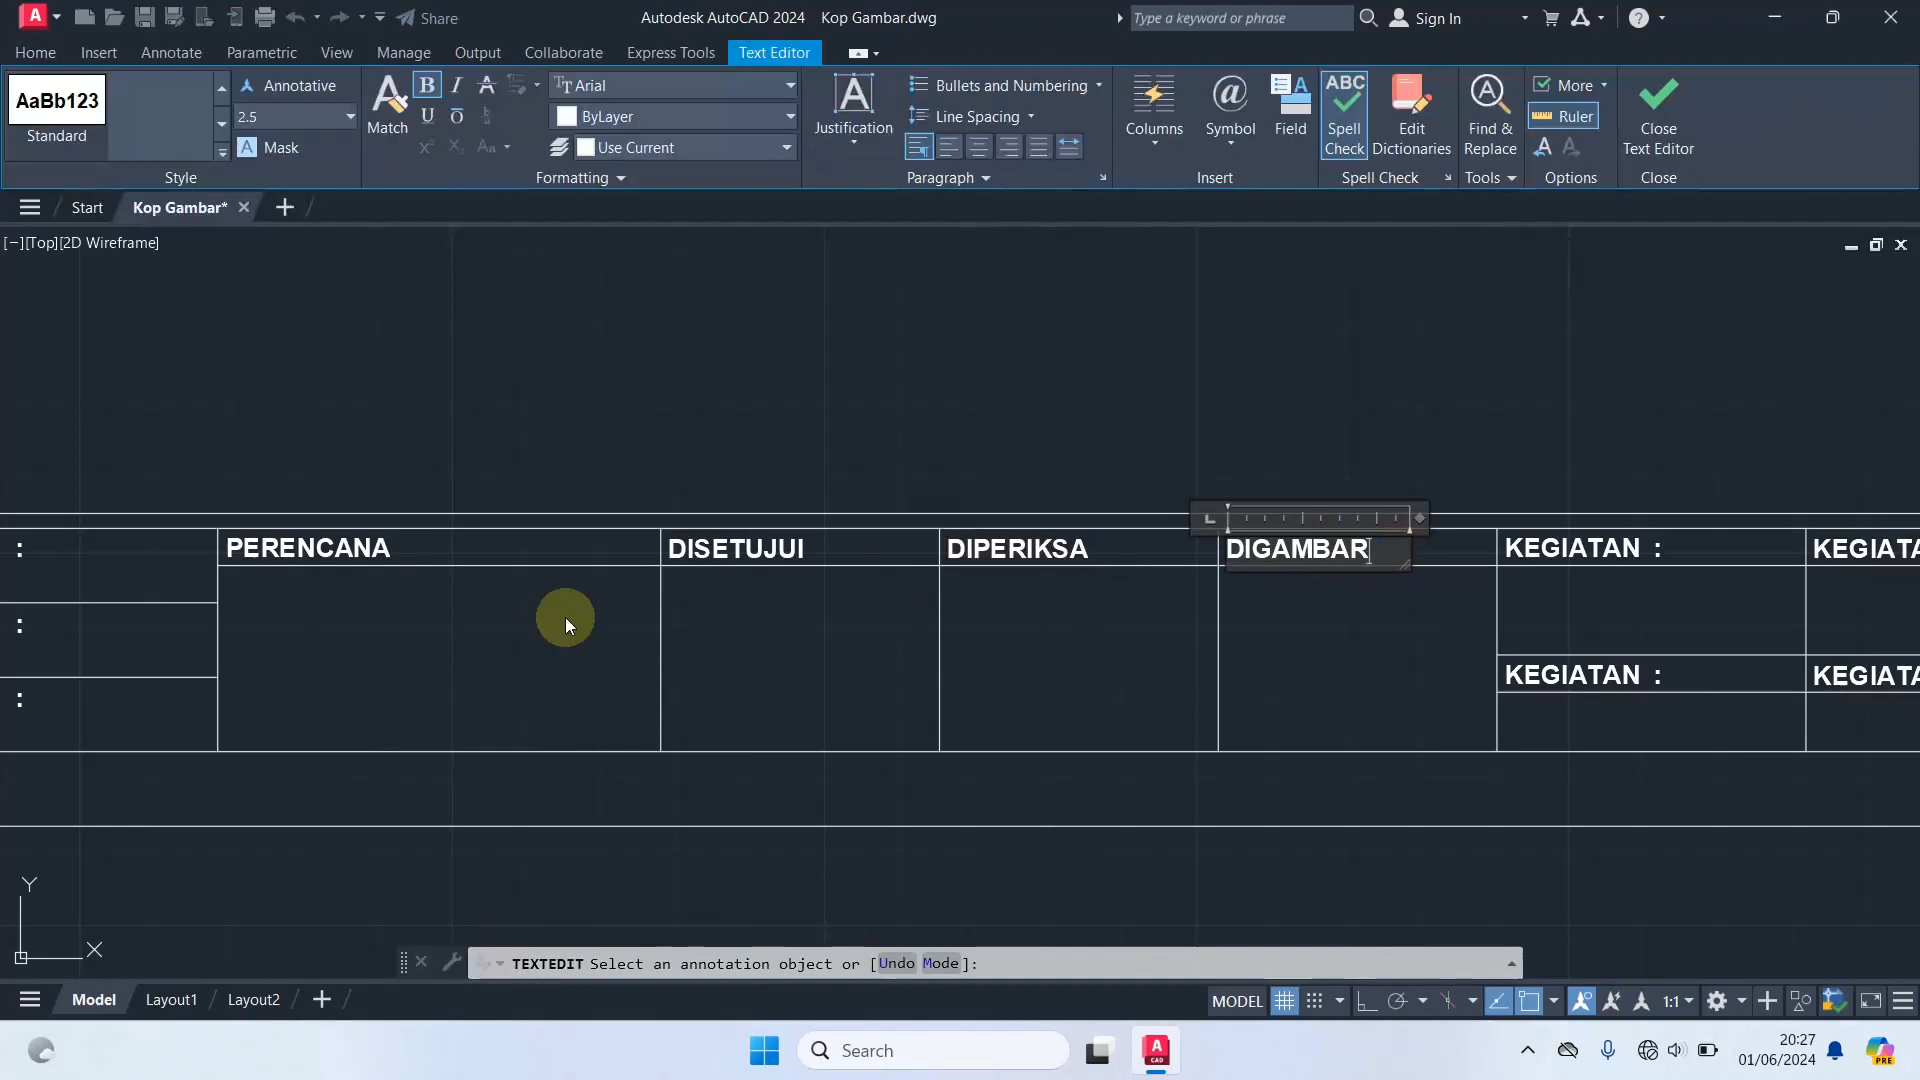 Share
Autodesk AutoCAD 2024 Kop Gambar.dwg
Type a keyword or phrase
Sign In
Home Insert Annotate Parametric View Manage Output Collaborate Express Tools Text Editor
AaBb123
Standard
Annotative
2.5
Mask
Style
Match
Arial
ByLayer
Use Current
Formatting
Justification
Bullets and Numbering
Line Spacing
Paragraph
Columns
Symbol
Field
Insert
ABC
Spell
Check
Edit
Dictionaries
Spell Check
Find &
Replace
Tools
More
Ruler
Options
Close
Text Editor
Close
Start Kop Gambar*
[−][Top][2D Wireframe]
: PERENCANA DISETUJUI DIPERIKSA DIGAMBAR KEGIATAN : KEGIATA
:
KEGIATAN : KEGIATA
:
Y
X
TEXTEDIT Select an annotation object or [Undo Mode]:
Model Layout1 Layout2
MODEL 1:1
Search
20:27
01/06/2024